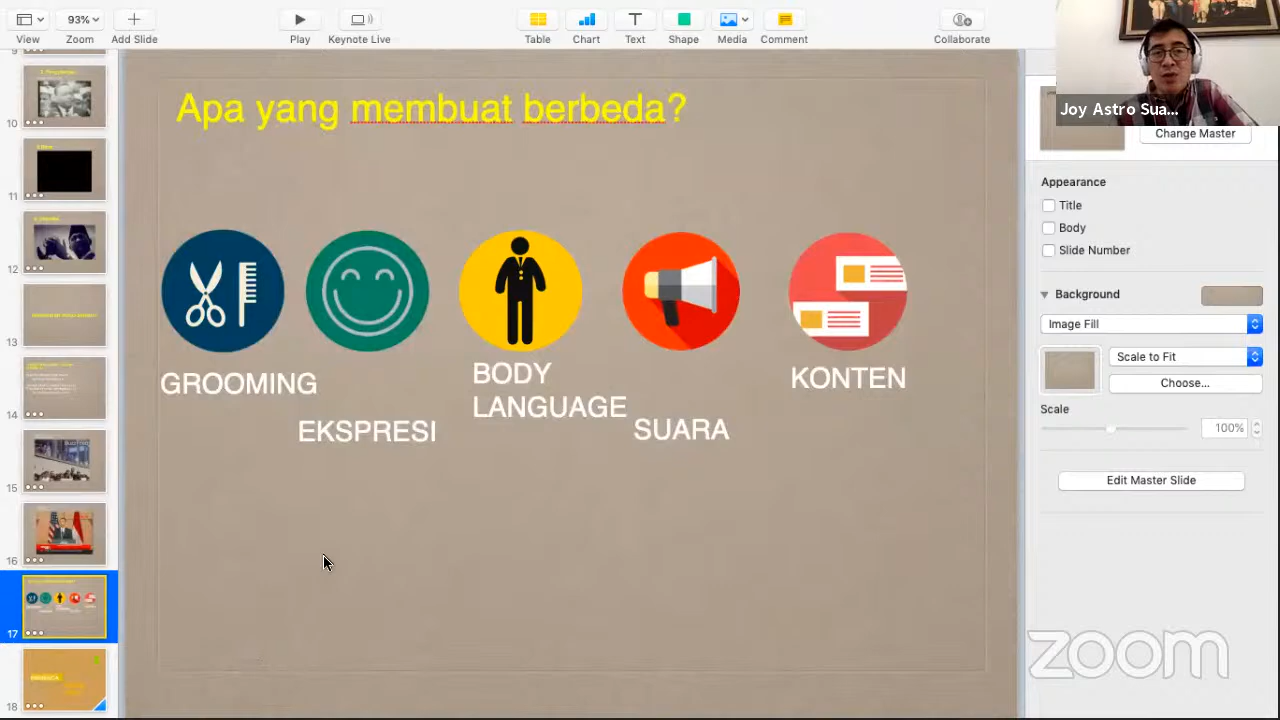 93%
View
Zoom
Add Slide
Play
Keynote Live
Table
Chart
Text
Shape
Media
Comment
Collaborate
9
10
11
12
13
14
15
16
17
18
Apa yang membuat berbeda?
GROOMING
EKSPRESI
BODY
LANGUAGE
SUARA
KONTEN
Joy Astro Sua...
Change Master
Appearance
Title
Body
Slide Number
Background
Image Fill
Scale to Fit
Choose...
Scale
100%
Edit Master Slide
zoom